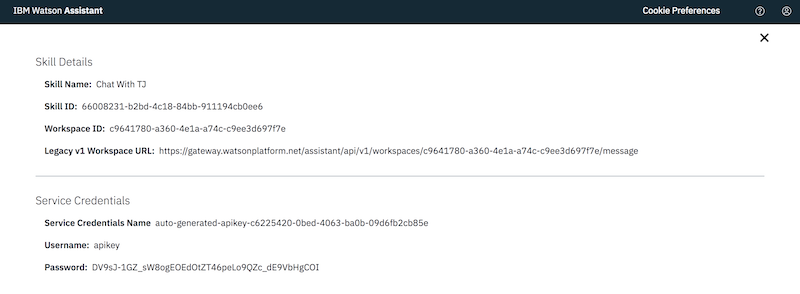 IBM Watson Assistant
Cookie Preferences
Skill Details
Skill Name: Chat With TJ
Skill ID: 66008231-b2bd-4c18-84bb-911194cb0ee6
Workspace ID: c9641780-a360-4e1a-a74c-c9ee3d697f7e
Legacy v1 Workspace URL: https://gateway.watsonplatform.net/assistant/api/v1/workspaces/c9641780-a360-4e1a-a74c-c9ee3d697f7e/message
Service Credentials
Service Credentials Name auto-generated-apikey-c6225420-0bed-4063-ba0b-09d6fb2cb85e
Username: apikey
Password: DV9sJ-1GZ_sW8ogEOEdOtZT46peLo9QZc_dE9VbHgCOI